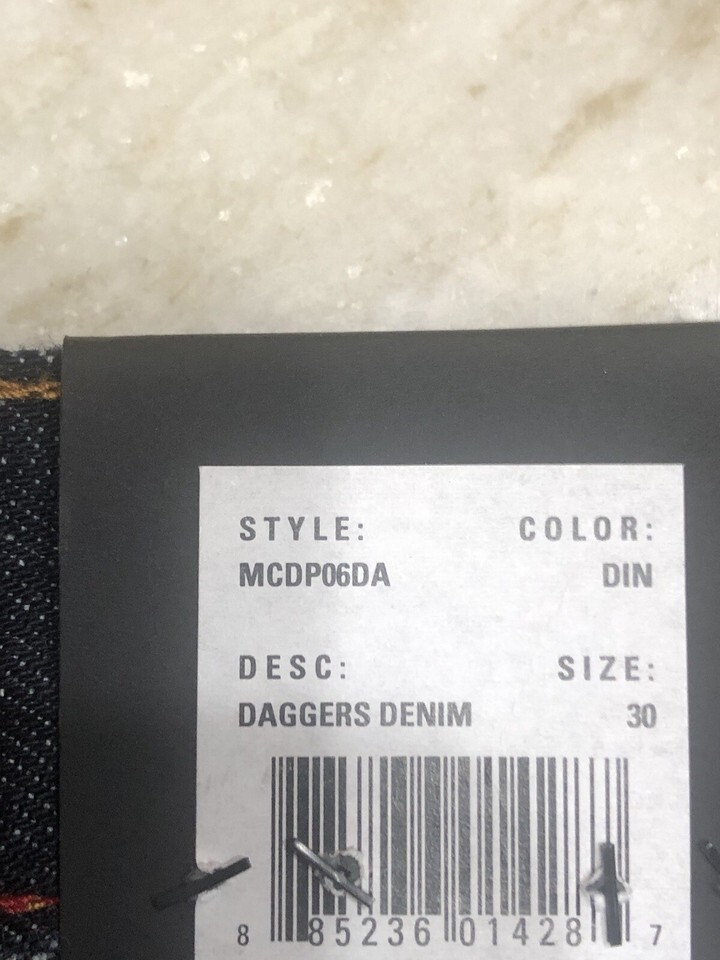 STYLE: COLOR:
MCDP06DA DIN
DESC: SIZE:
DAGGERS DENIM 30
8 85236 01428 7